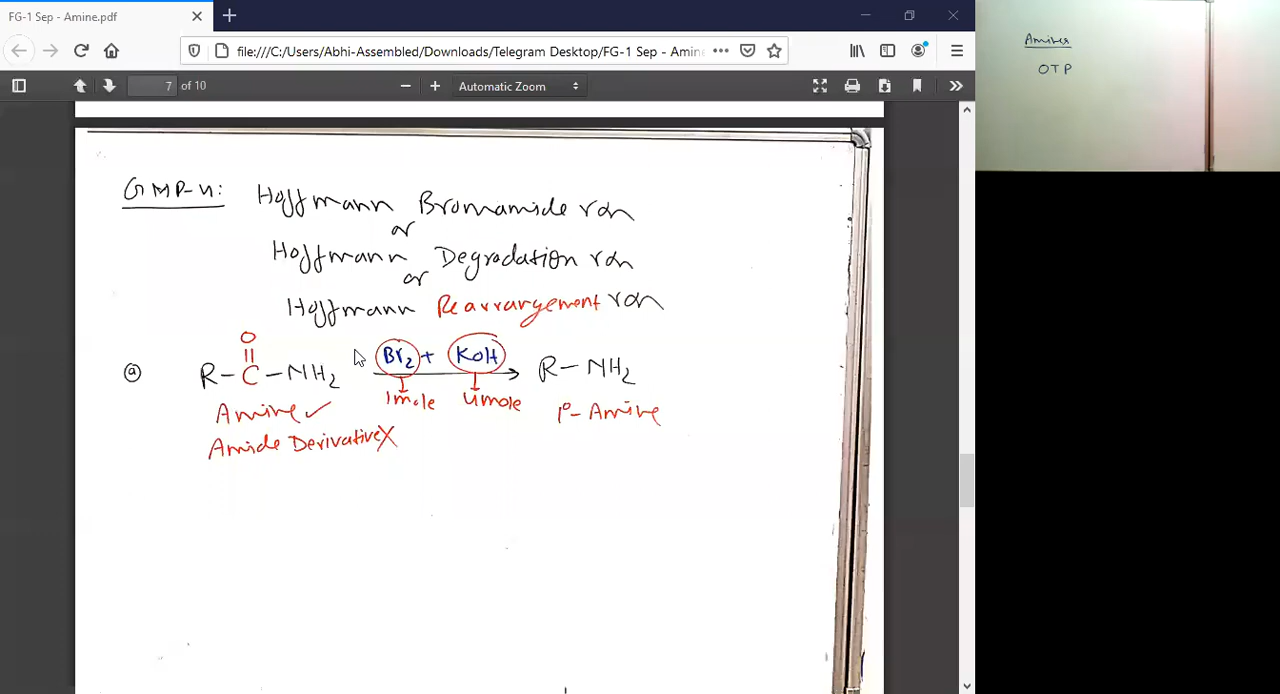 FG-1 Sep - Amine.pdf
file:///C:/Users/Abhi-Assembled/Downloads/Telegram Desktop/FG-1 Sep - Amine
7 of 10
Automatic Zoom
Amines
OTP
GMP-4: Hoffmann Bromamide rxn
or
Hoffmann Degradation rxn
or
Hoffmann Rearrangement rxn
O
ⓐ R-C-NH2 Br2 + KOH R-NH2
1mole 4mole
Amine✓ 1°-Amine
Amide DerivativeX